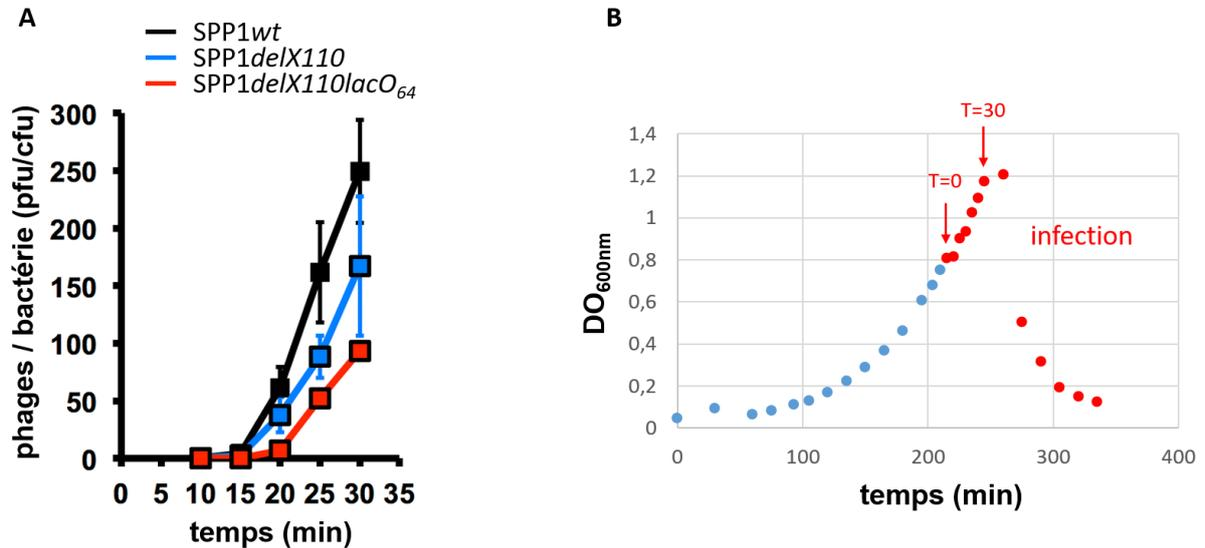 A
SPP1wt
SPP1delX110
SPP1delX110lacO64
phages / bactérie (pfu/cfu)
300
250
200
150
100
50
0
0 5 10 15 20 25 30 35
temps (min)
B
T=30
T=0
infection
DO600nm
1,4
1,2
1
0,8
0,6
0,4
0,2
0
0 100 200 300 400
temps (min)